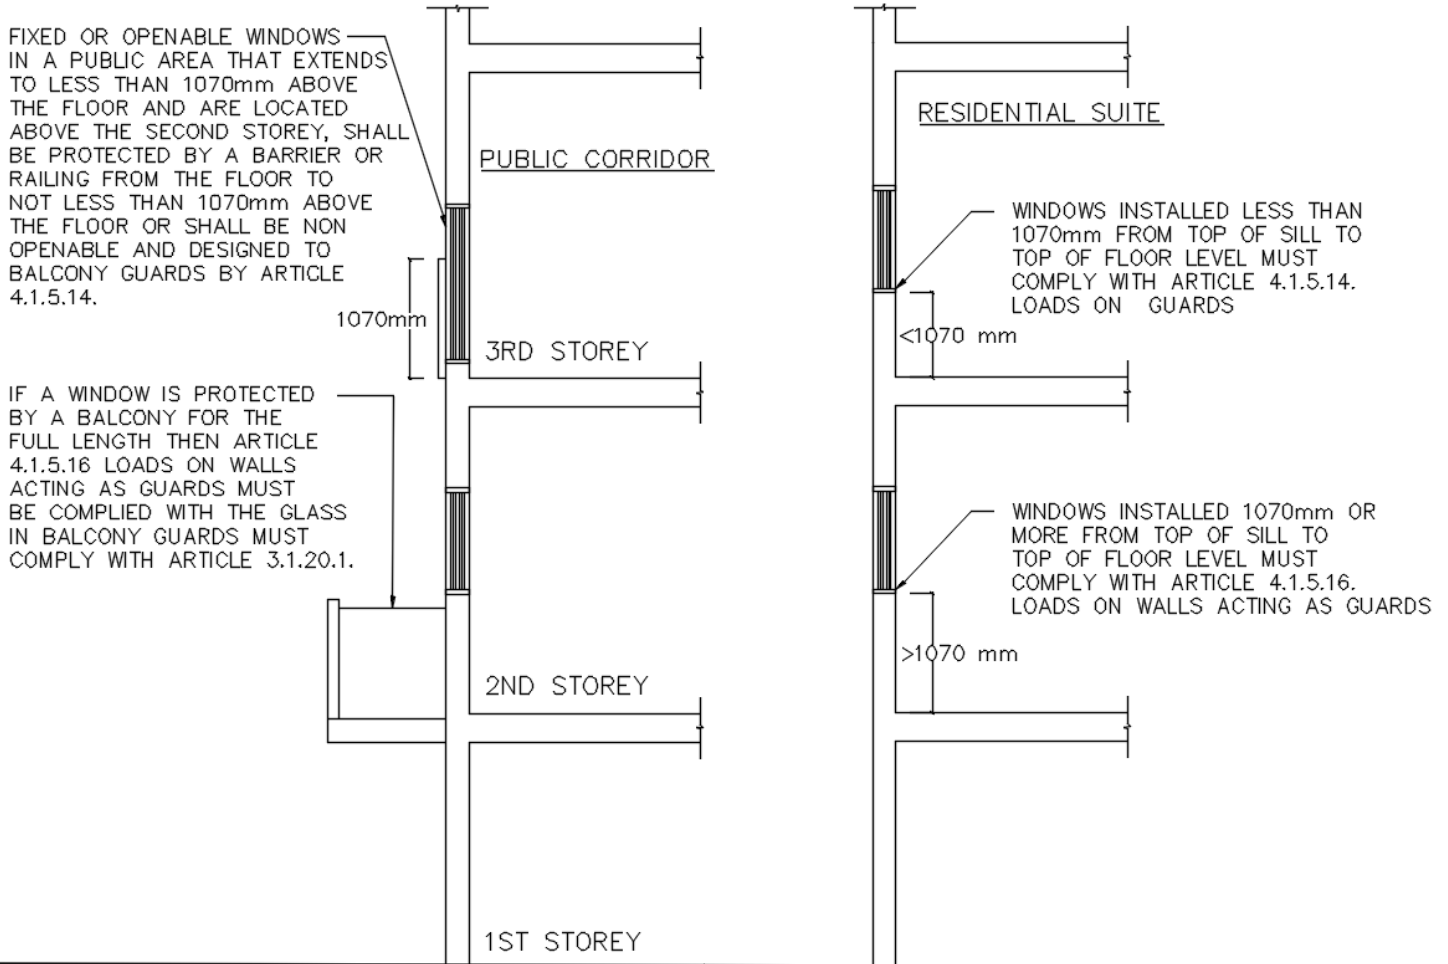 FIXED OR OPENABLE WINDOWS
IN A PUBLIC AREA THAT EXTENDS
TO LESS THAN 1070mm ABOVE
THE FLOOR AND ARE LOCATED
ABOVE THE SECOND STOREY, SHALL
BE PROTECTED BY A BARRIER OR
RAILING FROM THE FLOOR TO
NOT LESS THAN 1070mm ABOVE
THE FLOOR OR SHALL BE NON
OPENABLE AND DESIGNED TO
BALCONY GUARDS BY ARTICLE
4.1.5.14.
1070mm
IF A WINDOW IS PROTECTED
BY A BALCONY FOR THE
FULL LENGTH THEN ARTICLE
4.1.5.16 LOADS ON WALLS
ACTING AS GUARDS MUST
BE COMPLIED WITH THE GLASS
IN BALCONY GUARDS MUST
COMPLY WITH ARTICLE 3.1.20.1.
PUBLIC CORRIDOR
3RD STOREY
2ND STOREY
1ST STOREY
RESIDENTIAL SUITE
WINDOWS INSTALLED LESS THAN
1070mm FROM TOP OF SILL TO
TOP OF FLOOR LEVEL MUST
COMPLY WITH ARTICLE 4.1.5.14.
LOADS ON GUARDS
<1070 mm
WINDOWS INSTALLED 1070mm OR
MORE FROM TOP OF SILL TO
TOP OF FLOOR LEVEL MUST
COMPLY WITH ARTICLE 4.1.5.16.
LOADS ON WALLS ACTING AS GUARDS
>1070 mm